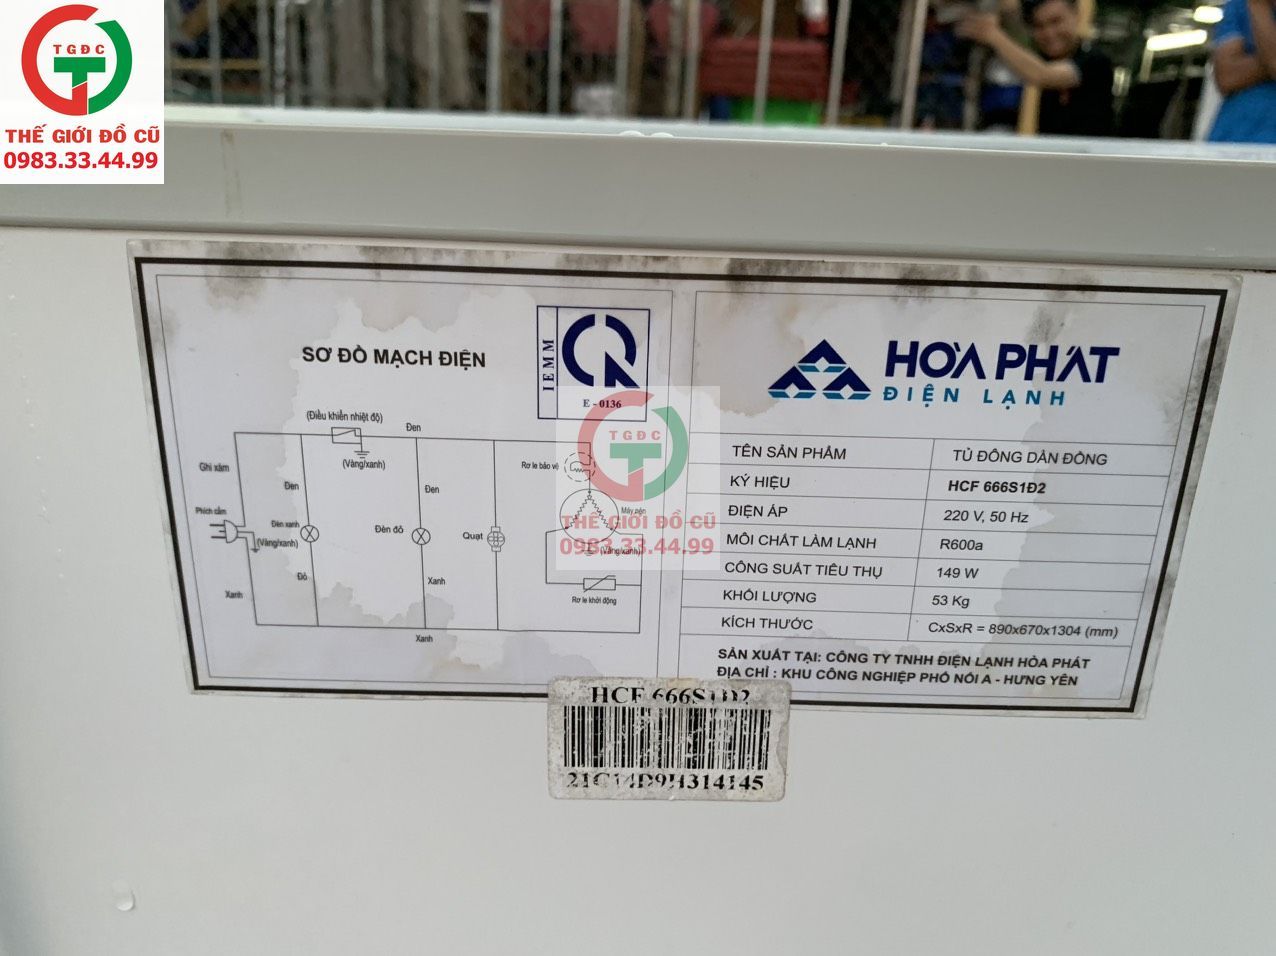 TGĐC
THẾ GIỚI ĐỒ CŨ
0983.33.44.99
SƠ ĐỒ MẠCH ĐIỆN
IEMM
E - 0136
(Điều khiển nhiệt độ)
Đen
(Vàng/xanh)
Ghi xám
Đen
Đen
Rơ le bảo vệ
Phích cắm
Đèn xanh
(Vàng/xanh)
Đèn đỏ
Quạt
Máy nén
(Vàng/xanh)
Đỏ
Xanh
Xanh
Rơ le khởi động
Xanh
TGĐC
THẾ GIỚI ĐỒ CŨ
0983.33.44.99
HÒA PHÁT
ĐIỆN LẠNH
TÊN SẢN PHẨM TỦ ĐÔNG DÀN ĐỒNG
KÝ HIỆU HCF 666S1Đ2
ĐIỆN ÁP 220 V, 50 Hz
MÔI CHẤT LÀM LẠNH R600a
CÔNG SUẤT TIÊU THỤ 149 W
KHỐI LƯỢNG 53 Kg
KÍCH THƯỚC CxSxR = 890x670x1304 (mm)
SẢN XUẤT TẠI: CÔNG TY TNHH ĐIỆN LẠNH HÒA PHÁT
ĐỊA CHỈ : KHU CÔNG NGHIỆP PHỐ NỐI A - HƯNG YÊN
HCF 666S1Đ2
21C14D9H314145